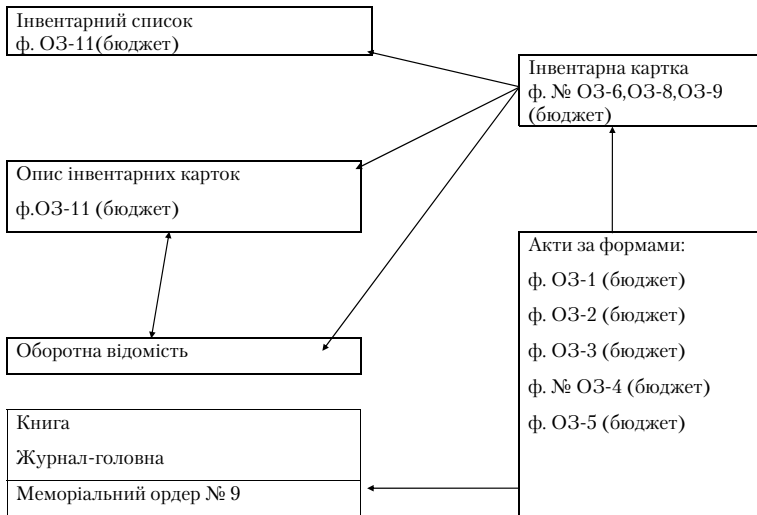 Інвентарний список
ф. ОЗ-11(бюджет)
Інвентарна картка
ф. № ОЗ-6,ОЗ-8,ОЗ-9
(бюджет)
Опис інвентарних карток
ф.ОЗ-11 (бюджет)
Акти за формами:
ф. ОЗ-1 (бюджет)
ф. ОЗ-2 (бюджет)
ф. ОЗ-3 (бюджет)
ф. № ОЗ-4 (бюджет)
ф. ОЗ-5 (бюджет)
Оборотна відомість
Книга
Журнал-головна
Меморіальний ордер № 9